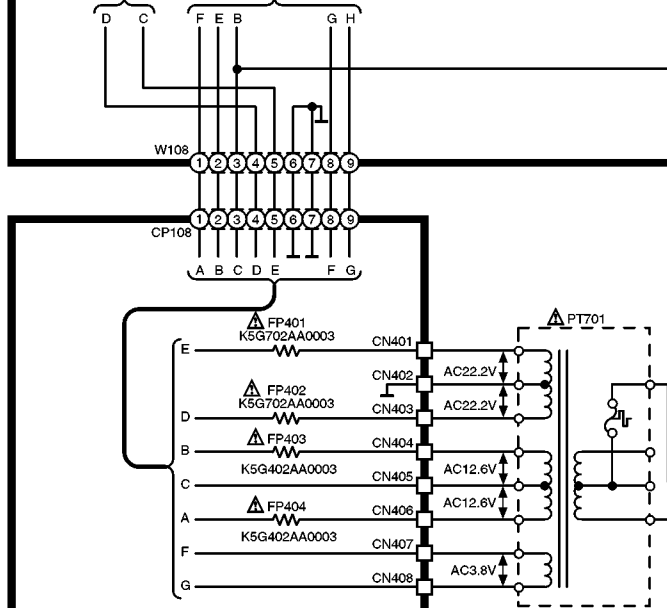 D C F E B G H
W108 1 2 3 4 5 6 7 8 9
CP108 1 2 3 4 5 6 7 8 9
A B C D E F G
PT701
FP401
K5G702AA0003
E CN401
CN402 AC22.2V
FP402
K5G702AA0003
D CN403 AC22.2V
FP403
B CN404
K5G402AA0003 AC12.6V
C CN405
FP404 AC12.6V
A CN406
K5G402AA0003
F CN407
AC3.8V
G CN408